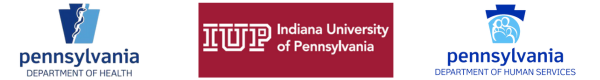 pennsylvania
DEPARTMENT OF HEALTH
IUP Indiana University
of Pennsylvania
pennsylvania
DEPARTMENT OF HUMAN SERVICES